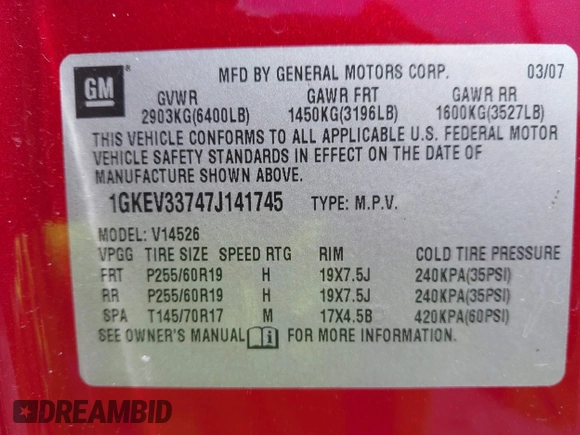 GM
MFD BY GENERAL MOTORS CORP. 03/07
GVWR GAWR FRT GAWR RR
2903KG(6400LB) 1450KG(3196LB) 1600KG(3527LB)
THIS VEHICLE CONFORMS TO ALL APPLICABLE U.S. FEDERAL MOTOR
VEHICLE SAFETY STANDARDS IN EFFECT ON THE DATE OF
MANUFACTURE SHOWN ABOVE.
1GKEV33747J141745 TYPE: M.P.V.
MODEL: V14526
VPGG TIRE SIZE SPEED RTG RIM COLD TIRE PRESSURE
FRT P255/60R19 H 19X7.5J 240KPA(35PSI)
RR P255/60R19 H 19X7.5J 240KPA(35PSI)
SPA T145/70R17 M 17X4.5B 420KPA(60PSI)
SEE OWNER'S MANUAL i FOR MORE INFORMATION.
DREAMBID